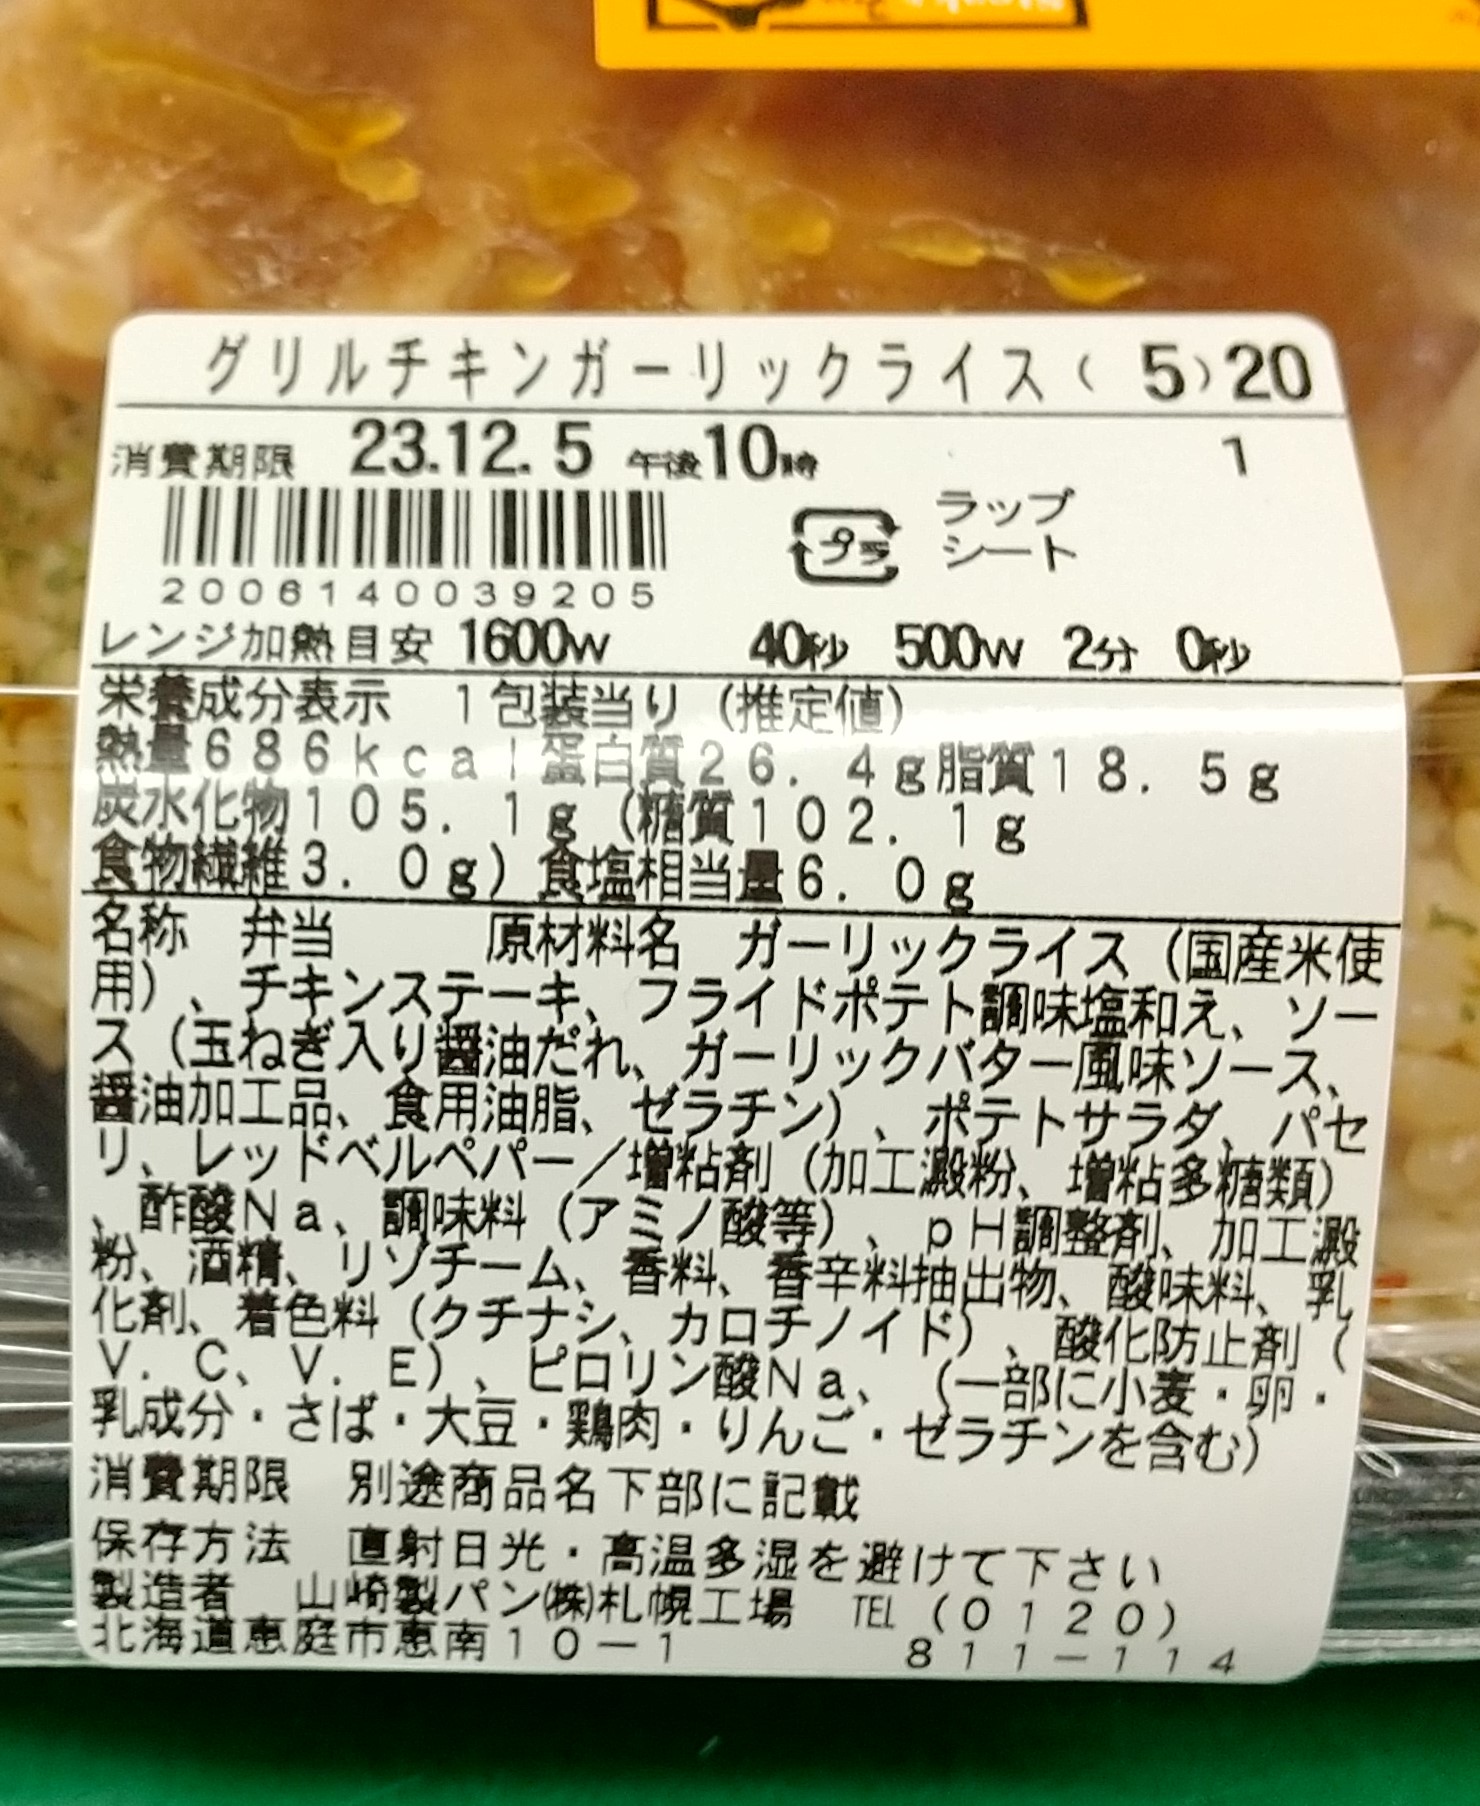 グリルチキンガーリックライス( 5)20
消費期限 23.12.5 午後10時 1
プラ ラップ
シート
2006140039205
レンジ加熱目安 1600W 40秒 500W 2分 0秒
栄養成分表示 1包装当り(推定値)
熱量686kcal蛋白質26.4g脂質18.5g
炭水化物105.1g(糖質102.1g
食物繊維3.0g)食塩相当量6.0g
名称 弁当 原材料名 ガーリックライス(国産米使
用)、チキンステーキ、フライドポテト調味塩和え、ソー
ス(玉ねぎ入り醤油だれ、ガーリックバター風味ソース、
醤油加工品、食用油脂、ゼラチン)、ポテトサラダ、パセ
リ、レッドベルペパー/増粘剤(加工澱粉、増粘多糖類)
、酢酸Na、調味料(アミノ酸等)、pH調整剤、加工澱
粉、酒精、リゾチーム、香料、香辛料抽出物、酸味料、乳
化剤、着色料(クチナシ、カロチノイド)、酸化防止剤(
V.C、V.E)、ピロリン酸Na、(一部に小麦・卵・
乳成分・さば・大豆・鶏肉・りんご・ゼラチンを含む)
消費期限 別途商品名下部に記載
保存方法 直射日光・高温多湿を避けて下さい
製造者 山崎製パン(株)札幌工場 TEL(0120)
北海道恵庭市恵南10-1 811-114